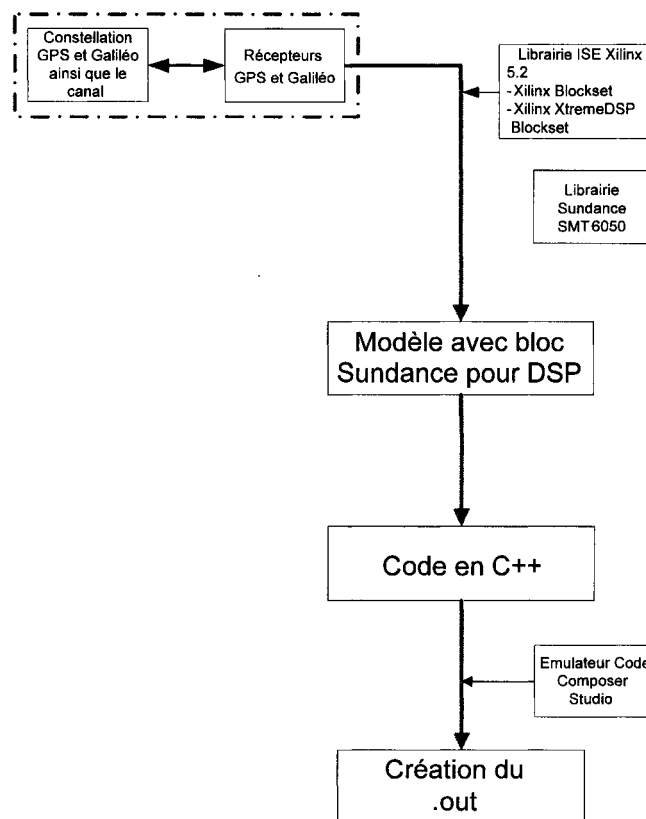 Constellation
GPS et Galiléo
ainsi que le
canal
Récepteurs
GPS et Galiléo
Librairie ISE Xilinx
5.2
-Xilinx Blockset
-Xilinx XtremeDSP
Blockset
Librairie
Sundance
SMT6050
Modèle avec bloc
Sundance pour DSP
Code en C++
Emulateur Code
Composer
Studio
Création du
.out